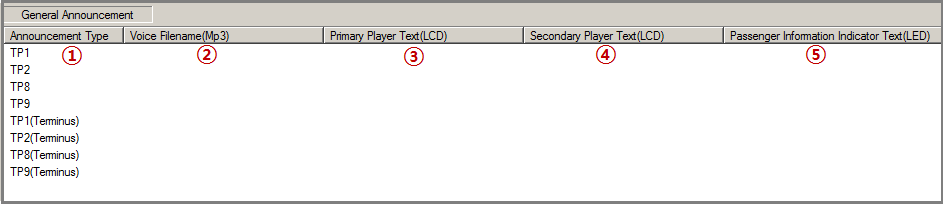 General Announcement
Announcement Type Voice Filename(Mp3) Primary Player Text(LCD) Secondary Player Text(LCD) Passenger Information Indicator Text(LED)
① ② ③ ④ ⑤
TP1
TP2
TP8
TP9
TP1(Terminus)
TP2(Terminus)
TP8(Terminus)
TP9(Terminus)